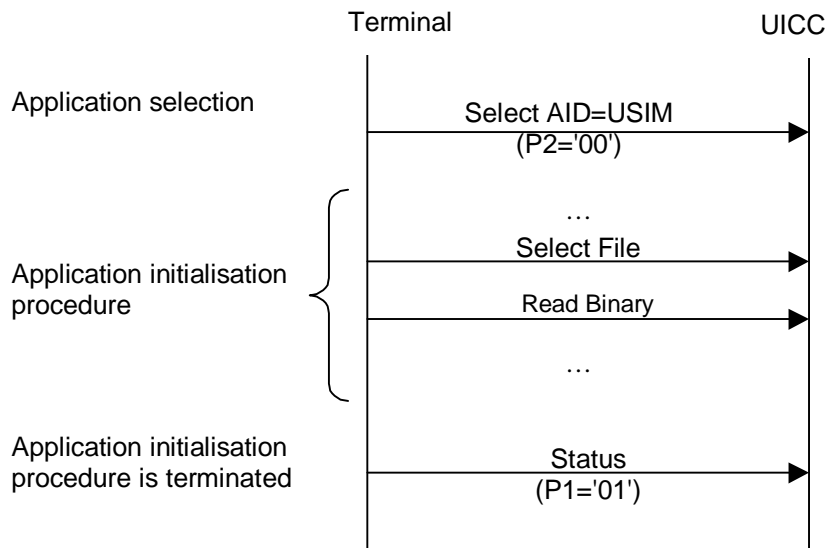 Terminal
UICC
Application selection
Select AID=USIM
(P2='00')
…
Select File
Application initialisation
procedure
Read Binary
…
Application initialisation
procedure is terminated
Status
(P1='01')